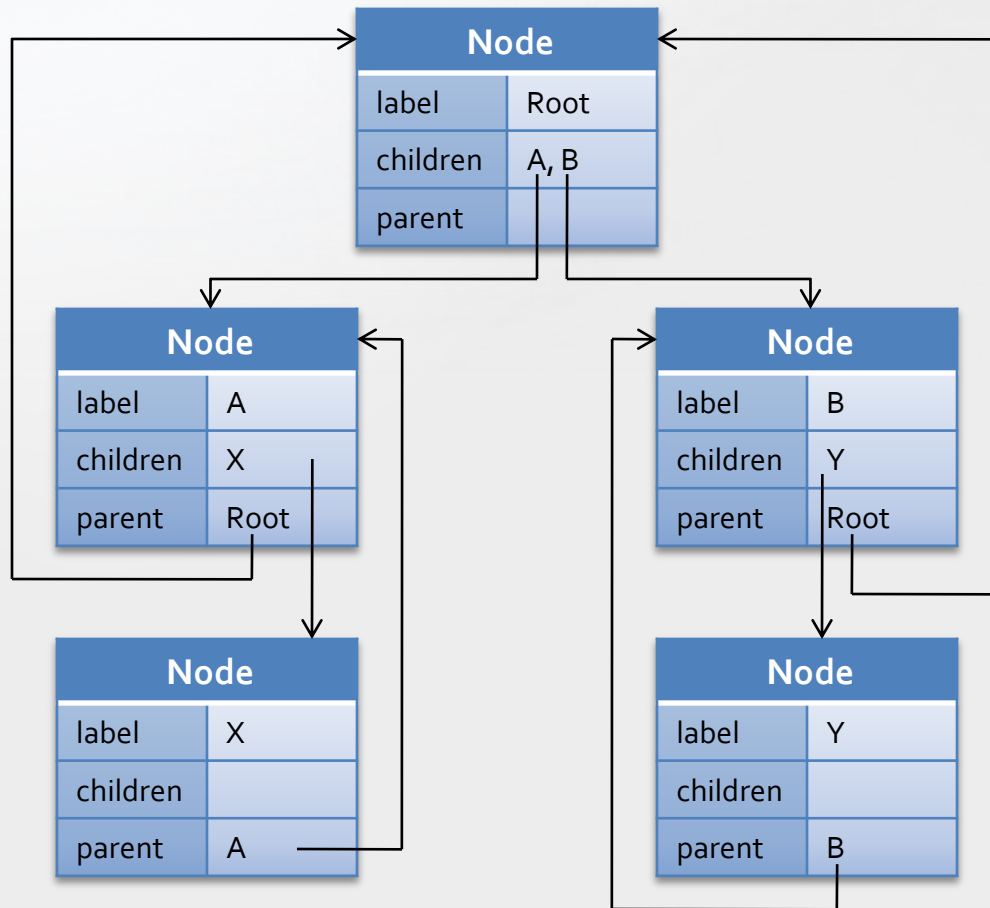 Node
label Root
children A, B
parent
Node
label A
children X
parent Root
Node
label B
children Y
parent Root
Node
label X
children
parent A
Node
label Y
children
parent B